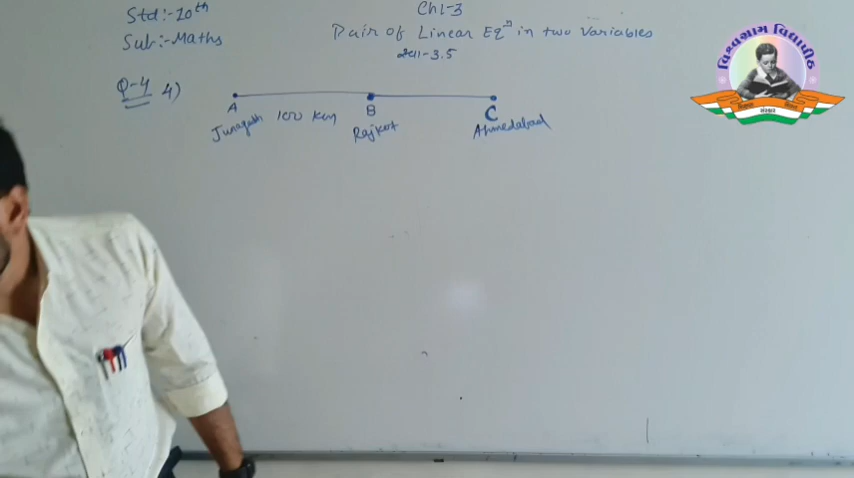 Std:-10th
Sub:-Maths
Ch:-3
Pair of Linear Eqn in two Variables
સ્વા-3.5
Q-4 4)
A B C
Junagadh 100 Km Rajkot Ahmedabad
વિશ્વગ્રામ વિદ્યાપીઠ